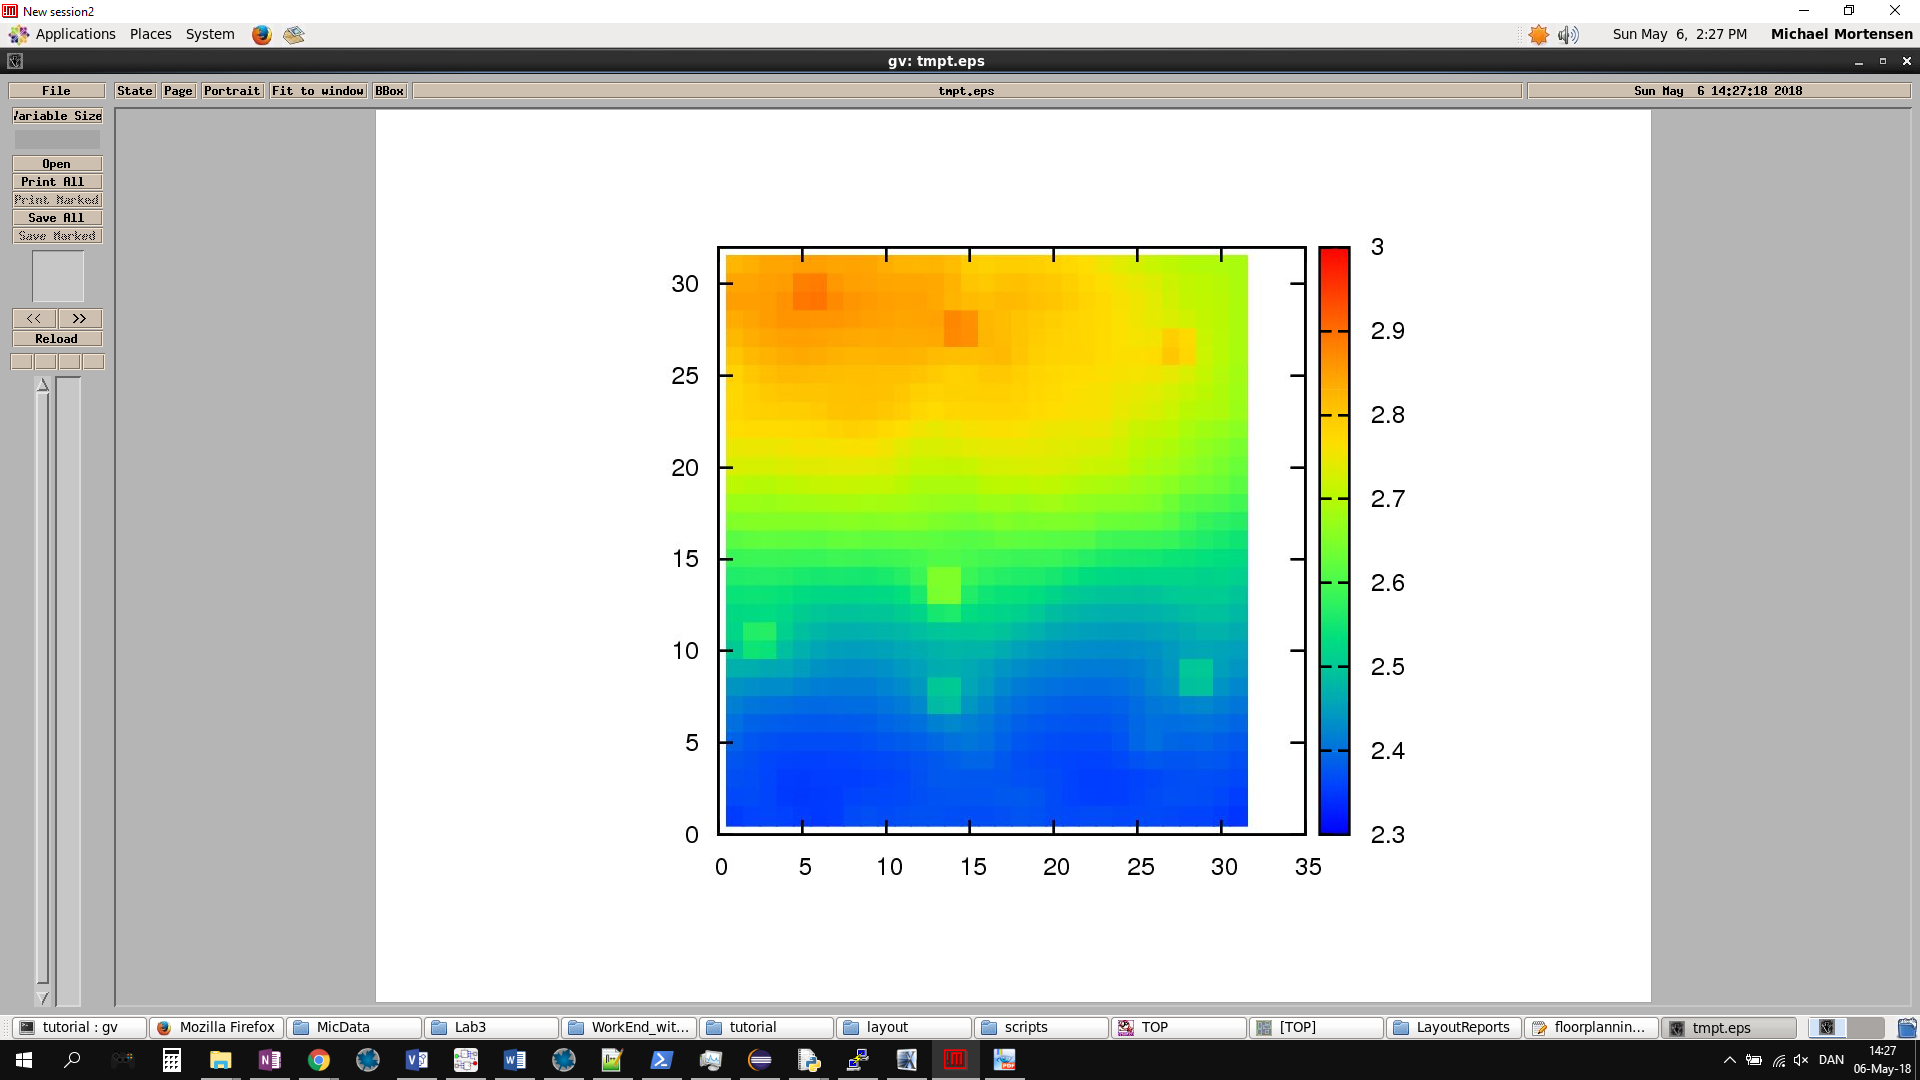 New session2
Applications Places System Sun May 6, 2:27 PM Michael Mortensen
gv: tmpt.eps
File State Page Portrait Fit to window BBox tmpt.eps Sun May 6 14:27:18 2018
Variable Size
Open
Print All
Print Marked
Save All
Save Marked
<< >>
Reload
30
25
20
15
10
5
0
0 5 10 15 20 25 30 35
3
2.9
2.8
2.7
2.6
2.5
2.4
2.3
tutorial : gv Mozilla Firefox MicData Lab3 WorkEnd_wit... tutorial layout scripts TOP [TOP] LayoutReports floorplannin... tmpt.eps
DAN 14:27
06-May-18